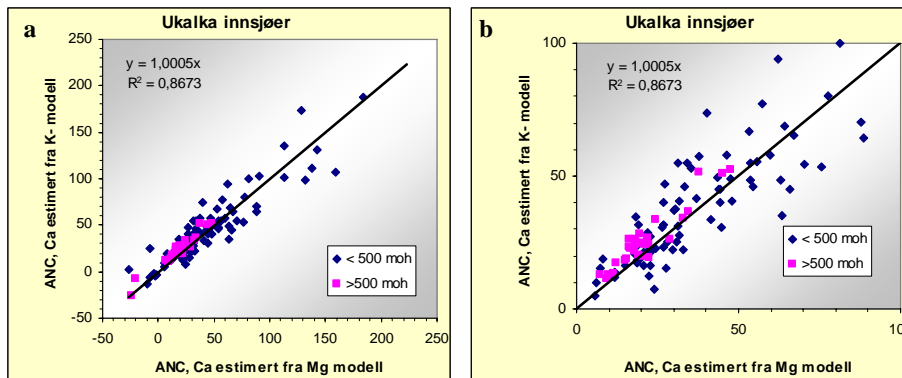 a
Ukalka innsjøer
y = 1,0005x
R² = 0,8673
ANC, Ca estimert fra K- modell
250
200
150
100
50
0
-50
-50 0 50 100 150 200 250
< 500 moh
>500 moh
ANC, Ca estimert fra Mg modell
b
Ukalka innsjøer
y = 1,0005x
R² = 0,8673
ANC, Ca estimert fra K- modell
100
50
0
0 50 10
< 500 moh
>500 moh
ANC, Ca estimert fra Mg modell